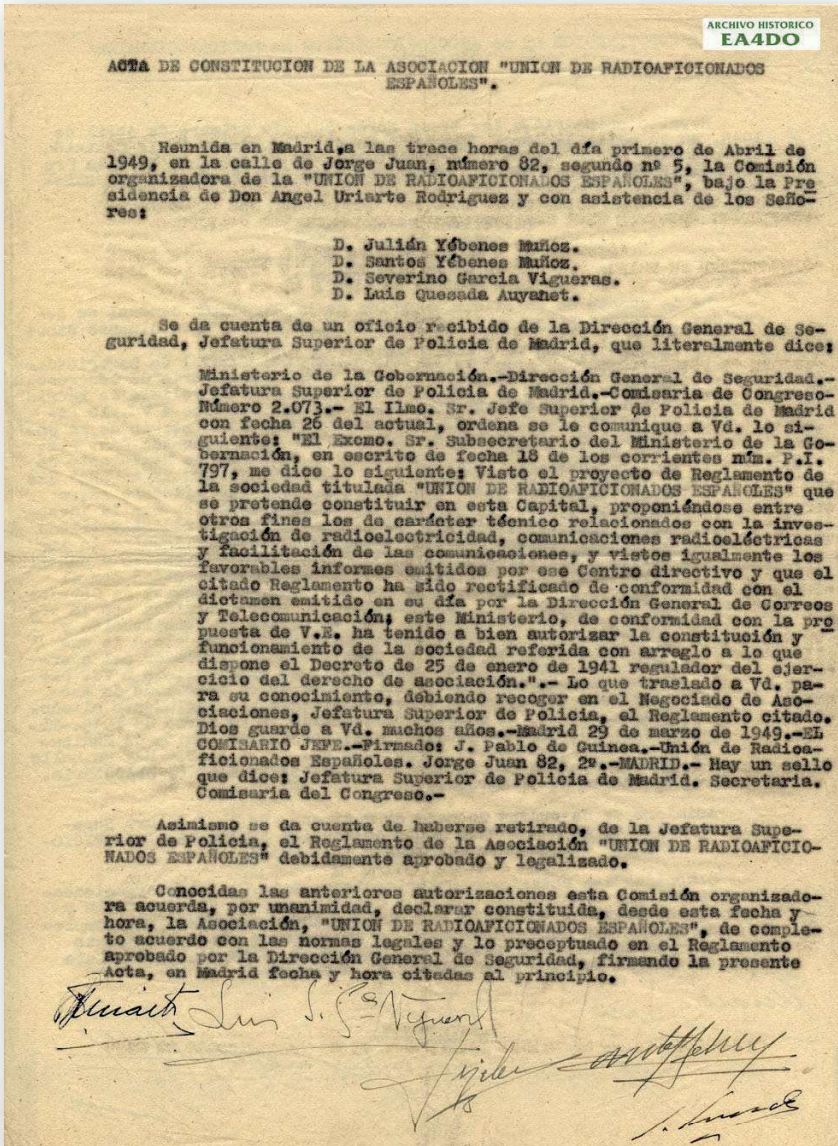 ARCHIVO HISTORICO
EA4DO
ACTA DE CONSTITUCION DE LA ASOCIACION "UNION DE RADIOAFICIONADOS
ESPAÑOLES".
Reunida en Madrid,a las trece horas del día primero de Abril de
1949, en la calle de Jorge Juan, número 82, segundo nº 5, la Comisión
organizadora de la "UNION DE RADIOAFICIONADOS ESPAÑOLES", bajo la Pre
sidencia de Don Angel Uriarte Rodriguez y con asistencia de los Seño-
res:
D. Julián Yébenes Muñoz.
D. Santos Yébenes Muñoz.
D. Severino Garcia Vigueras.
D. Luis Quesada Auyanet.
Se da cuenta de un oficio recibido de la Dirección General de Se-
guridad, Jefatura Superior de Policia de Madrid, que literalmente dice:
Ministerio de la Gobernación.-Dirección General de Seguridad.-
Jefatura Superior de Policia de Madrid.-Comisaria de Congreso-
Número 2.073.- El Ilmo. Sr. Jefe Superior de Policia de Madrid
con fecha 26 del actual, ordena se le comunique a Vd. lo si-
guiente: "El Excmo. Sr. Subsecretario del Ministerio de la Go-
bernación, en escrito de fecha 18 de los corrientes núm. P.I.
797, me dice lo siguiente: Visto el proyecto de Reglamento de
la sociedad titulada "UNION DE RADIOAFICIONADOS ESPAÑOLES" que
se pretende constituir en esta Capital, proponiéndose entre
otros fines los de carácter técnico relacionados con la inves-
tigación de radioelectricidad, comunicaciones radioeléctricas
y facilitación de las comunicaciones, y vistos igualmente los
favorables informes emitidos por ese Centro directivo y que el
citado Reglamento ha sido rectificado de conformidad con el
dictamen emitido en su día por la Dirección General de Correos
y Telecomunicación; este Ministerio, de conformidad con la pro
puesta de V.E. ha tenido a bien autorizar la constitución y
funcionamiento de la sociedad referida con arreglo a lo que
dispone el Decreto de 25 de enero de 1941 regulador del ejer-
cicio del derecho de asociación.".- Lo que traslado a Vd. pa-
ra su conocimiento, debiendo recoger en el Negociado de Aso-
ciaciones, Jefatura Superior de Policia, el Reglamento citado.
Dios guarde a Vd. muchos años.-Madrid 29 de marzo de 1949.-EL
COMISARIO JEFE.-Firmado: J. Pablo de Guinea.-Unión de Radioa-
ficionados Españoles. Jorge Juan 82, 2º.-MADRID.- Hay un sello
que dice: Jefatura Superior de Policia de Madrid. Secretaria.
Comisaria del Congreso.-
Asimismo se da cuenta de haberse retirado, de la Jefatura Supe-
rior de Policia, el Reglamento de la Asociación "UNION DE RADIOAFICIO-
NADOS ESPAÑOLES" debidamente aprobado y legalizado.
Conocidas las anteriores autorizaciones esta Comisión organizado-
ra acuerda, por unanimidad, declarar constituida, desde esta fecha y
hora, la Asociación, "UNION DE RADIOAFICIONADOS ESPAÑOLES", de comple-
to acuerdo con las normas legales y lo preceptuado en el Reglamento
aprobado por la Dirección General de Seguridad, firmando la presente
Acta, en Madrid fecha y hora citadas al principio.